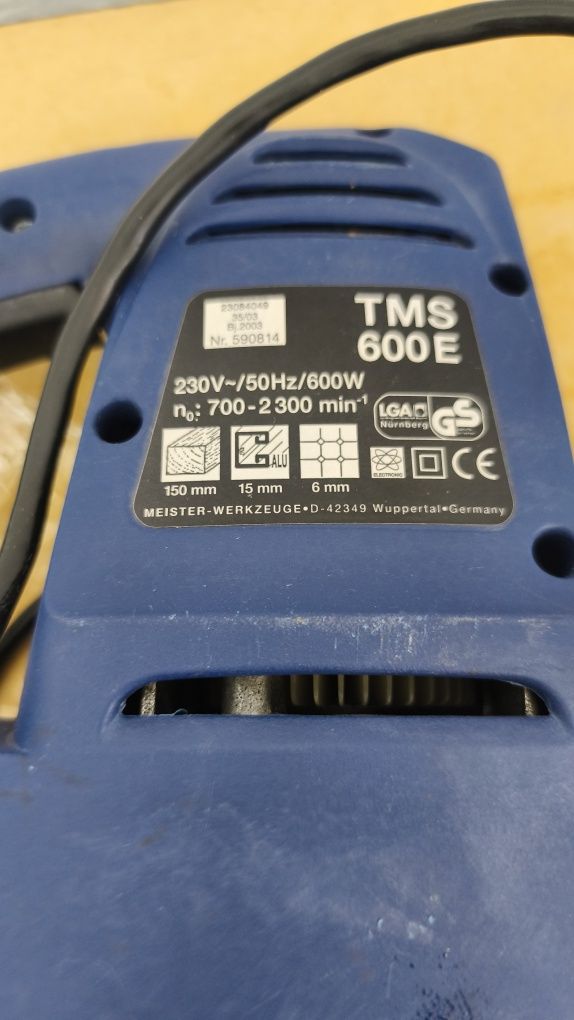 23084049
35/03
Bj.2003
Nr. 590814
TMS
600E
230V~/50Hz/600W
n₀: 700-2300 min⁻¹
LGA
Nürnberg
GS
ALU
150 mm
15 mm
6 mm
ELECTRONIC
CE
MEISTER-WERKZEUGE•D-42349 Wuppertal•Germany